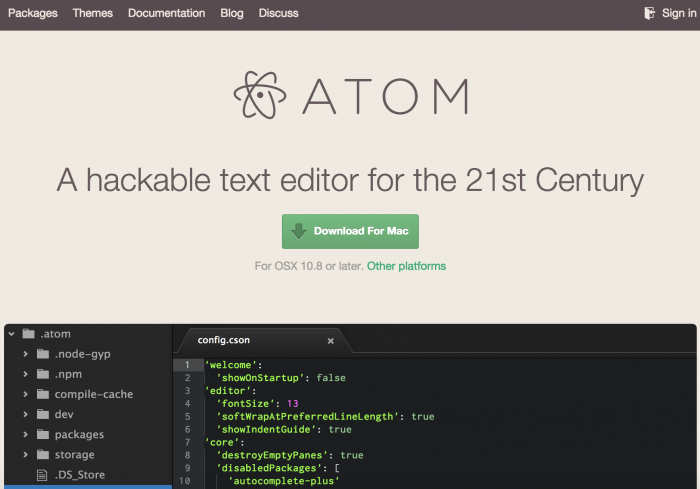 Packages Themes Documentation Blog Discuss Sign in
ATOM
A hackable text editor for the 21st Century
Download For Mac
For OSX 10.8 or later. Other platforms
.atom
.node-gyp
.npm
compile-cache
dev
packages
storage
.DS_Store
config.cson
1 'welcome':
2 'showOnStartup': false
3 'editor':
4 'fontSize': 13
5 'softWrapAtPreferredLineLength': true
6 'showIndentGuide': true
7 'core':
8 'destroyEmptyPanes': true
9 'disabledPackages': [
10 'autocomplete-plus'